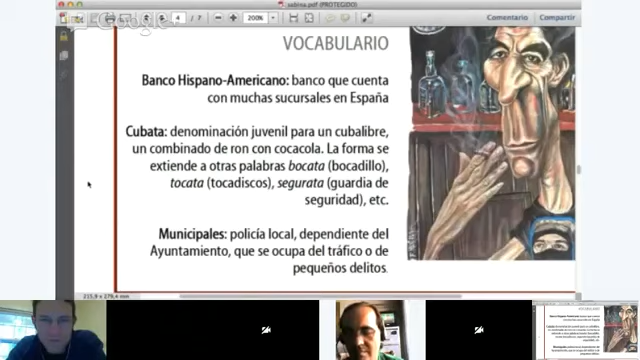 sabina.pdf (PROTEGIDO)
4 / 7
200%
Comentario Compartir
VOCABULARIO
Banco Hispano-Americano: banco que cuenta
con muchas sucursales en España
Cubata: denominación juvenil para un cubalibre,
un combinado de ron con cocacola. La forma se
extiende a otras palabras bocata (bocadillo),
tocata (tocadiscos), segurata (guardia de
seguridad), etc.
Municipales: policía local, dependiente del
Ayuntamiento, que se ocupa del tráfico o de
pequeños delitos.
215,9 x 279,4 mm